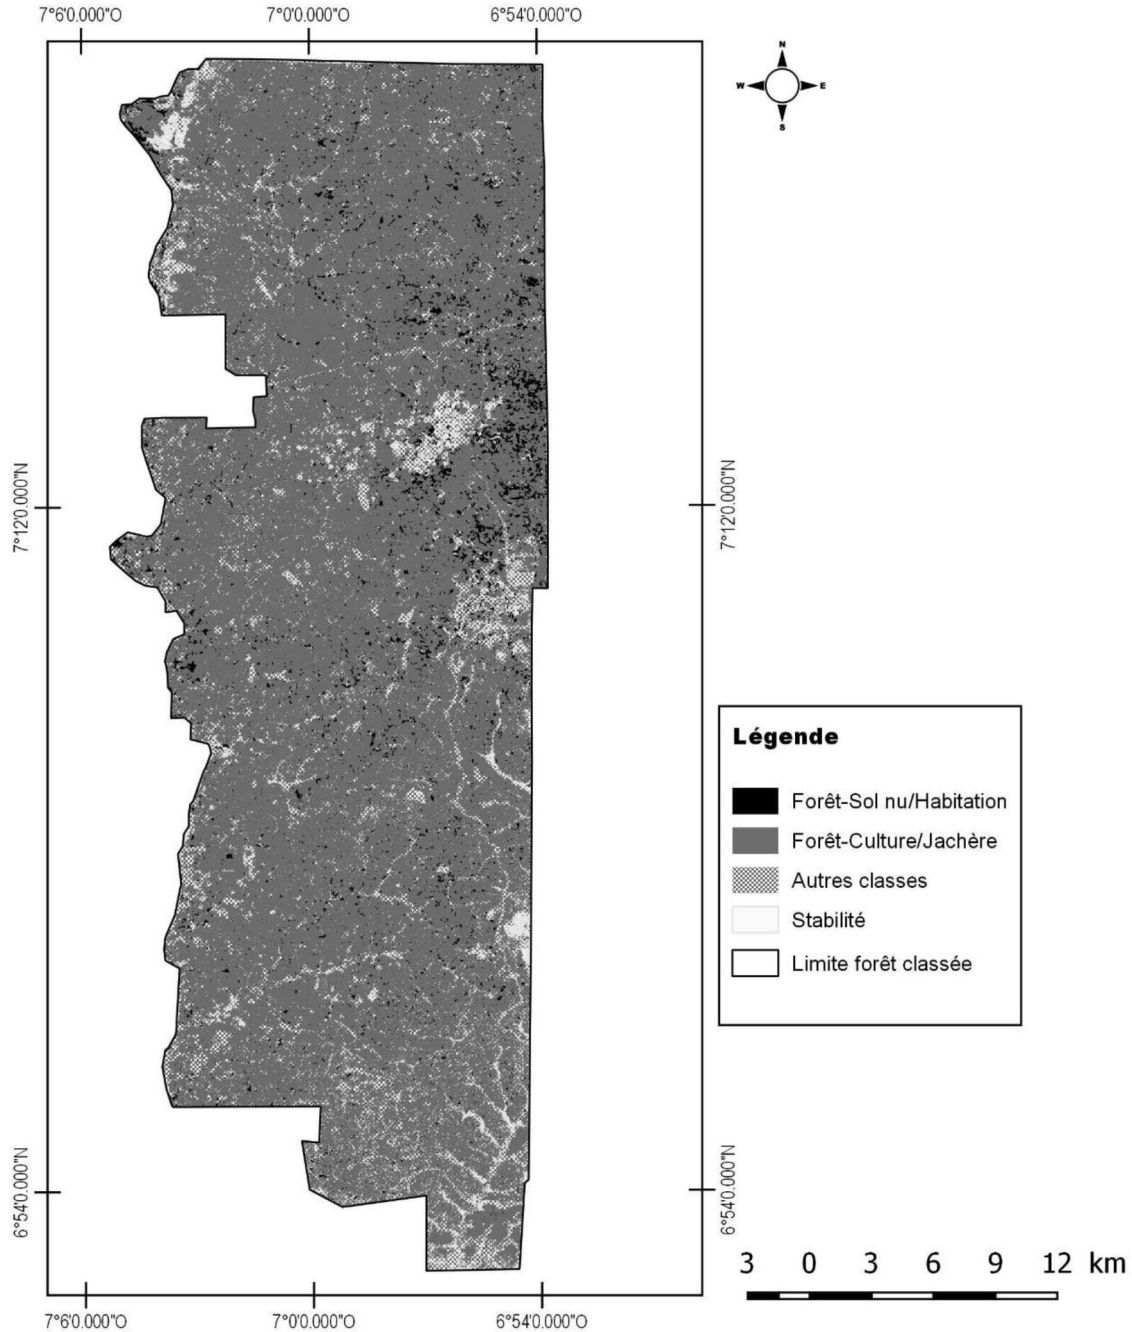 7°6'0.000"O 7°0'0.000"O 6°54'0.000"O
N
W E
S
7°12'0.000"N 7°12'0.000"N
Légende
Forêt-Sol nu/Habitation
Forêt-Culture/Jachère
Autres classes
Stabilité
Limite forêt classée
6°54'0.000"N 6°54'0.000"N
3 0 3 6 9 12 km
7°6'0.000"O 7°0'0.000"O 6°54'0.000"O